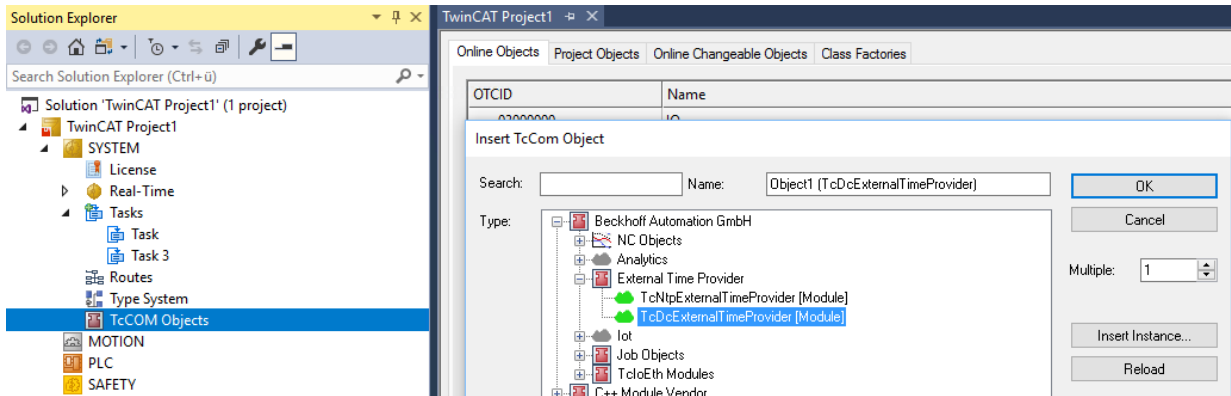 Solution Explorer
Search Solution Explorer (Ctrl+ü)
Solution 'TwinCAT Project1' (1 project)
TwinCAT Project1
SYSTEM
License
Real-Time
Tasks
Task
Task 3
Routes
Type System
TcCOM Objects
MOTION
PLC
SAFETY
TwinCAT Project1
Online Objects Project Objects Online Changeable Objects Class Factories
OTCID Name
03000000 IO
Insert TcCom Object
Search: Name: Object1 (TcDcExternalTimeProvider) OK
Type: Beckhoff Automation GmbH Cancel
NC Objects
Analytics
Multiple: 1
External Time Provider
TcNtpExternalTimeProvider [Module]
TcDcExternalTimeProvider [Module]
Iot Insert Instance...
Job Objects
TcIoEth Modules Reload
C++ Module Vendor